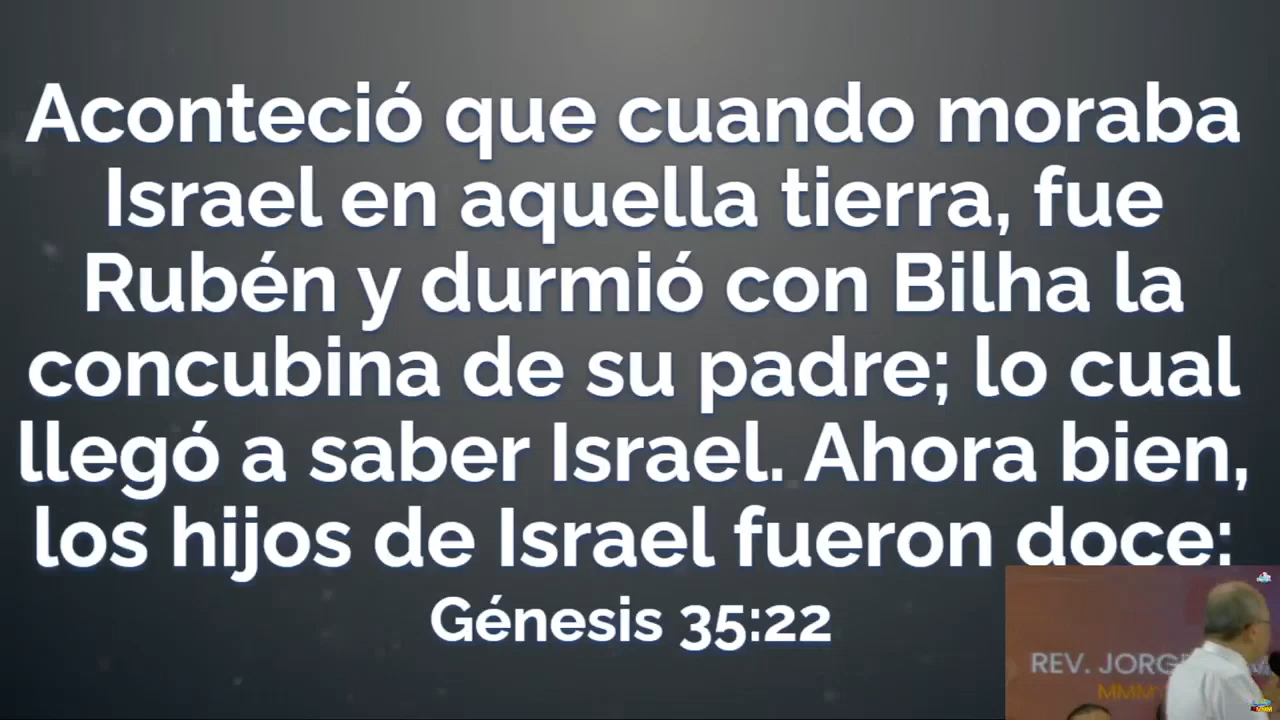 Aconteció que cuando moraba
Israel en aquella tierra, fue
Rubén y durmió con Bilha la
concubina de su padre; lo cual
llegó a saber Israel. Ahora bien,
los hijos de Israel fueron doce:
Génesis 35:22
REV. JORGE
MMM